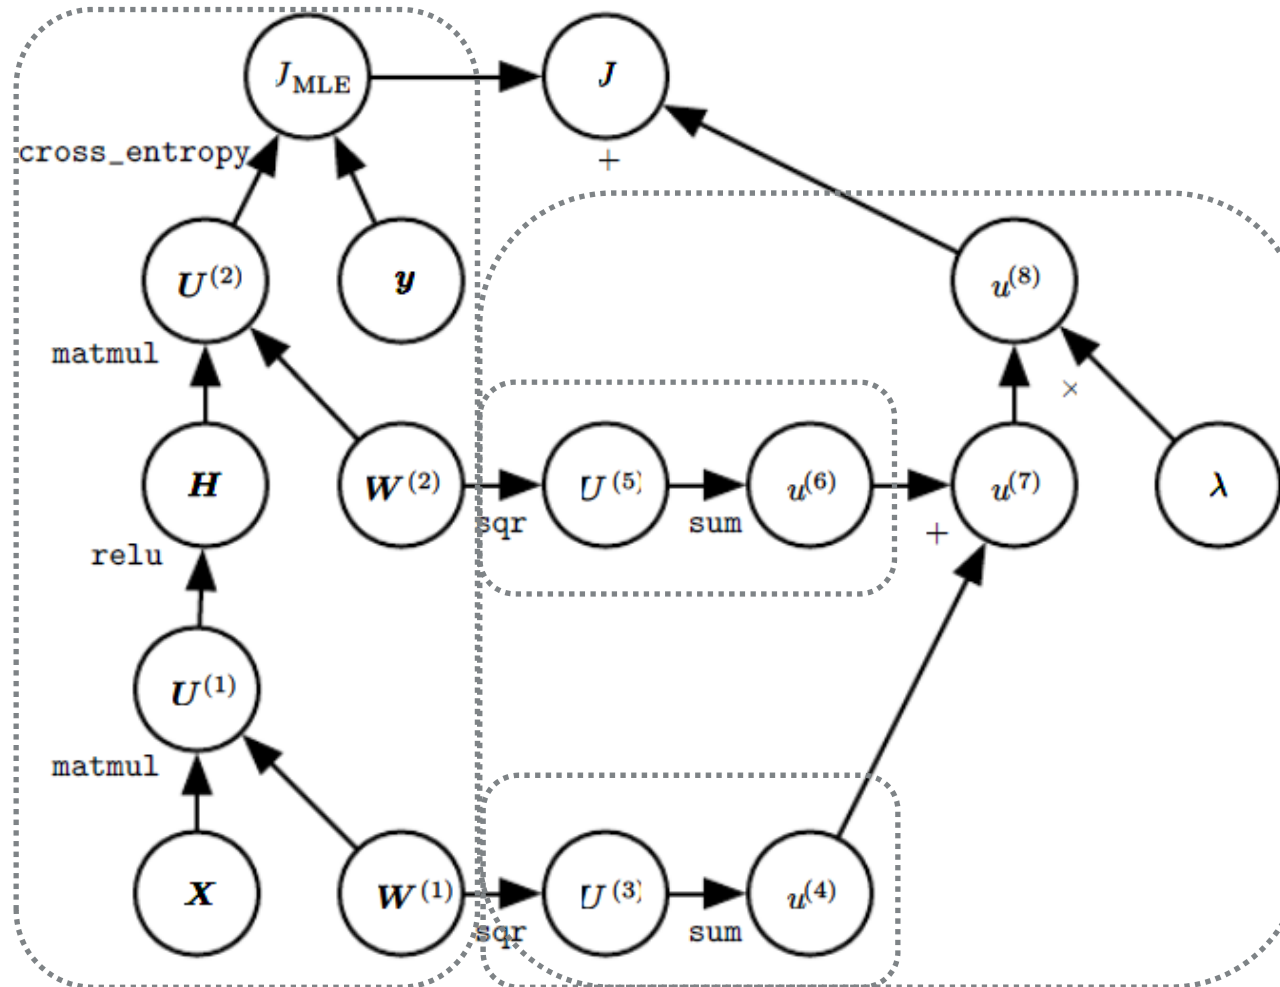 J_MLE J
cross_entropy +
U^(2) y u^(8)
matmul ×
H W^(2) U^(5) u^(6) u^(7) λ
sqr sum +
relu
U^(1)
matmul
X W^(1) U^(3) u^(4)
sqr sum